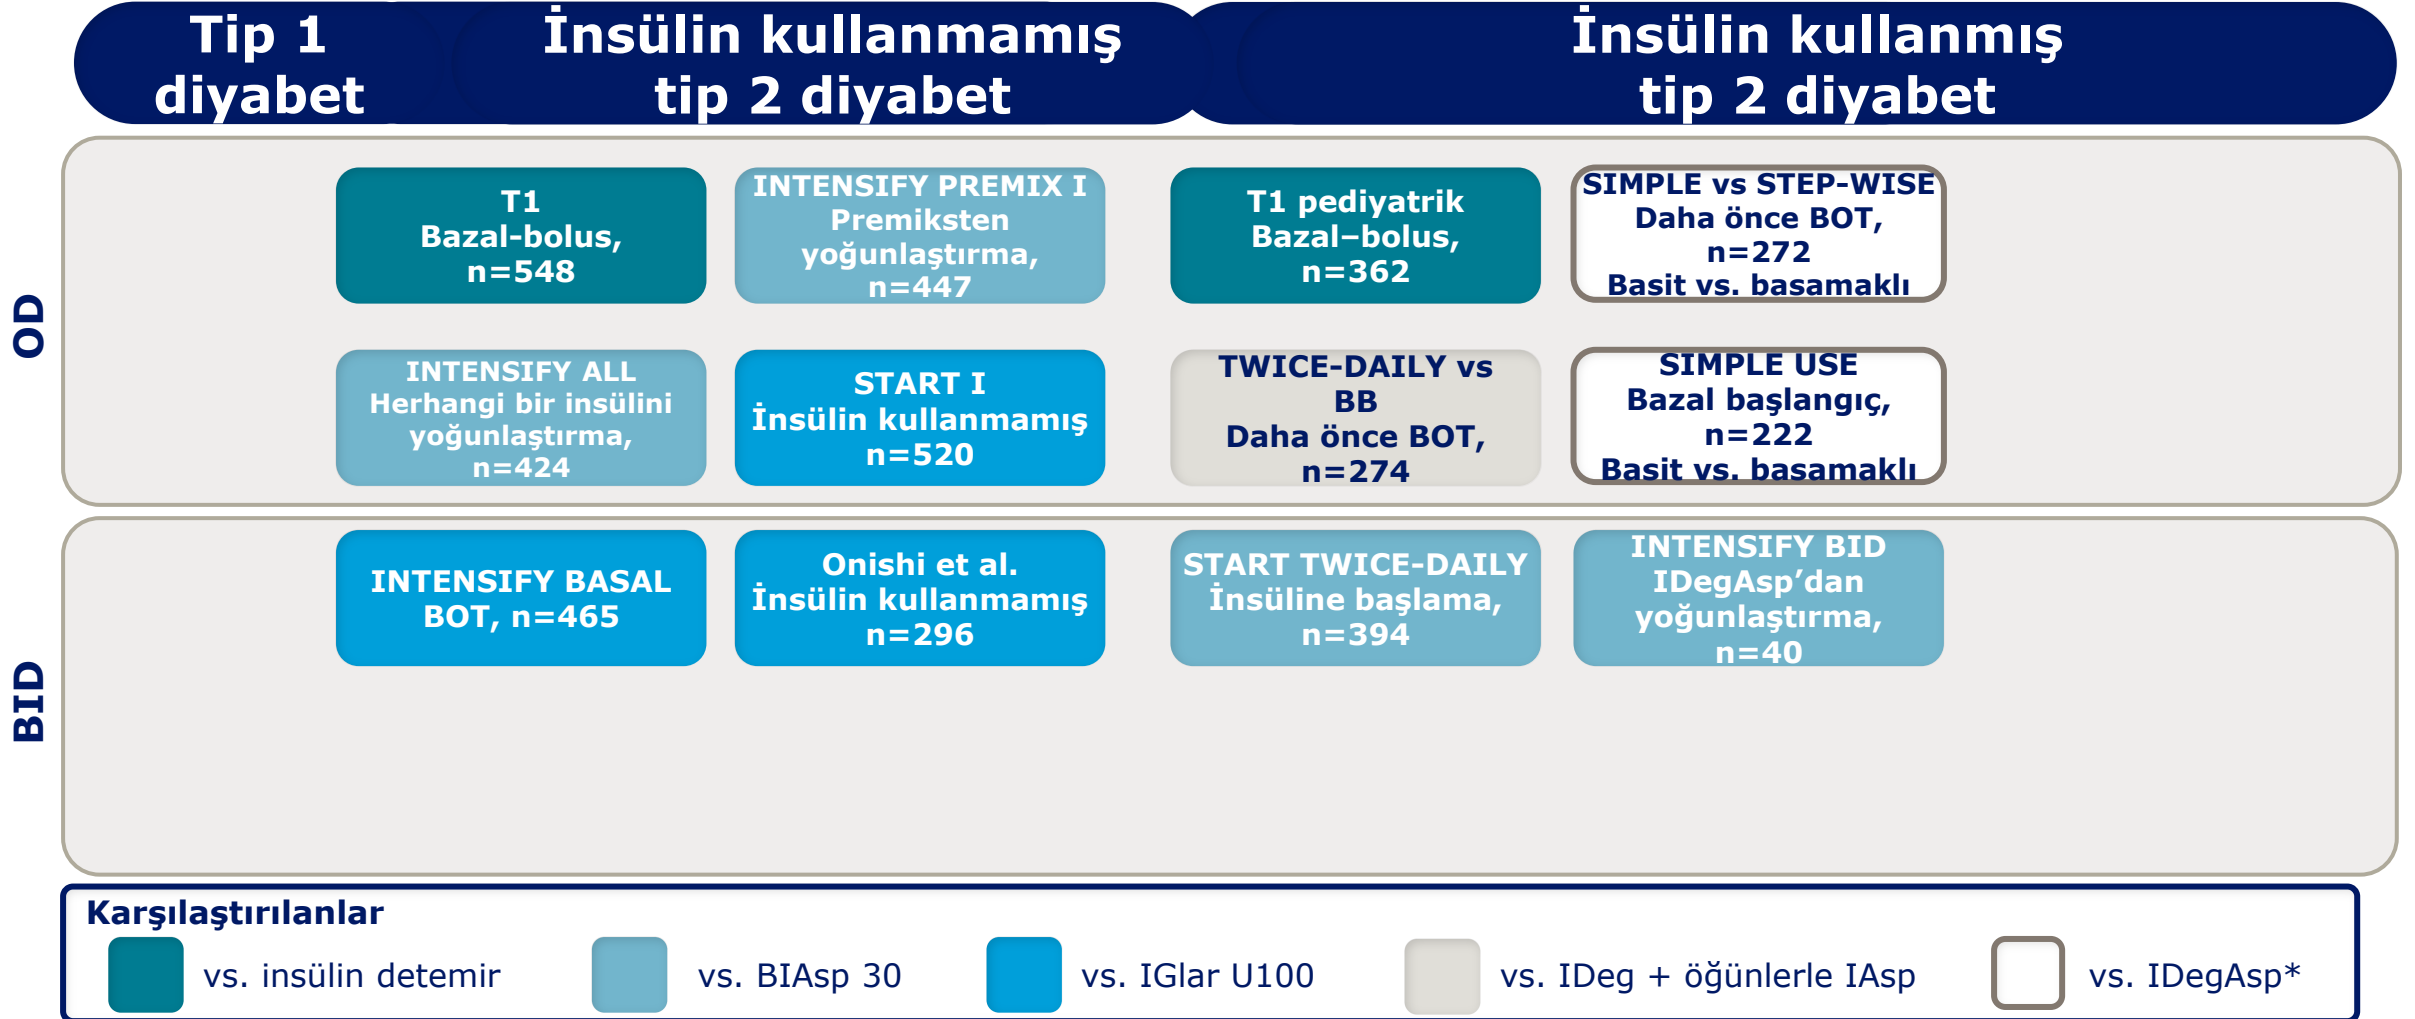 Tip 1
diyabet
İnsülin kullanmamış
tip 2 diyabet
İnsülin kullanmış
tip 2 diyabet
OD
T1
Bazal-bolus,
n=548
INTENSIFY PREMIX I
Premiksten
yoğunlaştırma,
n=447
T1 pediyatrik
Bazal–bolus,
n=362
SIMPLE vs STEP-WISE
Daha önce BOT,
n=272
Basit vs. basamaklı
INTENSIFY ALL
Herhangi bir insülini
yoğunlaştırma,
n=424
START I
İnsülin kullanmamış
n=520
TWICE-DAILY vs
BB
Daha önce BOT,
n=274
SIMPLE USE
Bazal başlangıç,
n=222
Basit vs. basamaklı
BID
INTENSIFY BASAL
BOT, n=465
Onishi et al.
İnsülin kullanmamış
n=296
START TWICE-DAILY
İnsüline başlama,
n=394
INTENSIFY BID
IDegAsp’dan
yoğunlaştırma,
n=40
Karşılaştırılanlar
vs. insülin detemir
vs. BIAsp 30
vs. IGlar U100
vs. IDeg + öğünlerle IAsp
vs. IDegAsp*